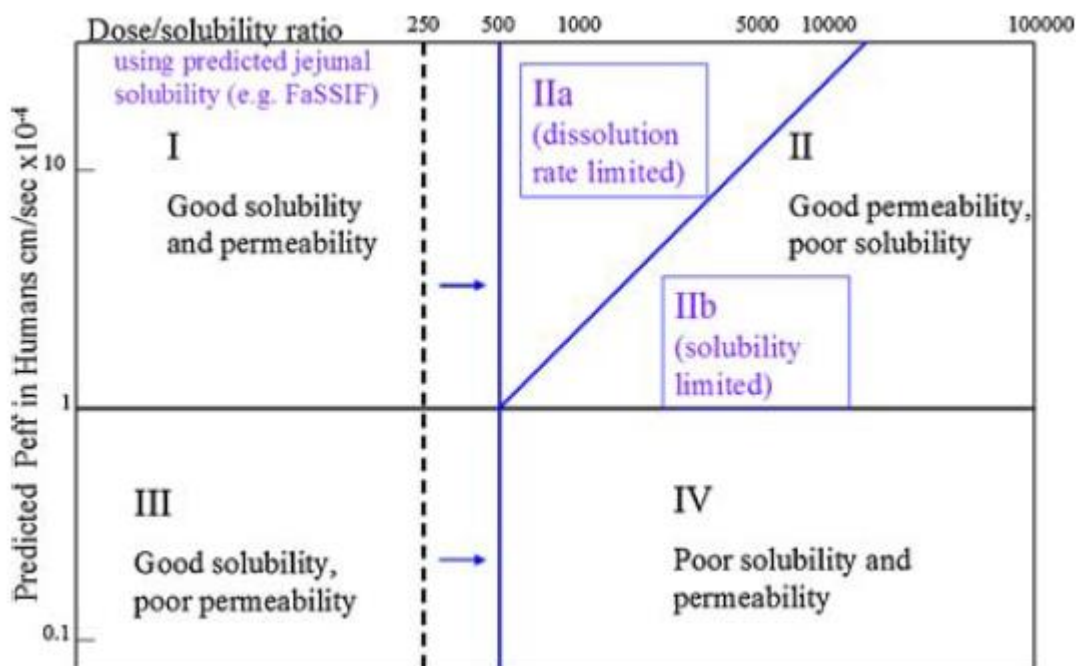 Dose/solubility ratio
250
500
1000
5000
10000
100000
using predicted jejunal
solubility (e.g. FaSSIF)
I
Good solubility
and permeability
IIa
(dissolution
rate limited)
II
Good permeability,
poor solubility
IIb
(solubility
limited)
III
Good solubility,
poor permeability
IV
Poor solubility and
permeability
10
1
0.1
Predicted Peff in Humans cm/sec x10⁻⁴